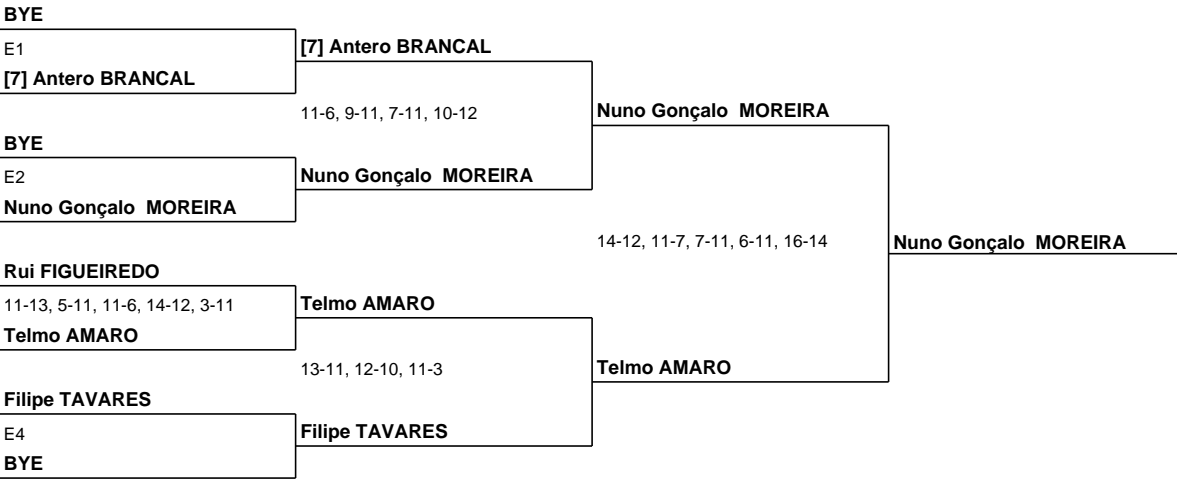 BYE
E1
[7] Antero BRANCAL
[7] Antero BRANCAL
11-6, 9-11, 7-11, 10-12
Nuno Gonçalo MOREIRA
BYE
E2
Nuno Gonçalo MOREIRA
Nuno Gonçalo MOREIRA
14-12, 11-7, 7-11, 6-11, 16-14
Nuno Gonçalo MOREIRA
Rui FIGUEIREDO
11-13, 5-11, 11-6, 14-12, 3-11
Telmo AMARO
Telmo AMARO
13-11, 12-10, 11-3
Telmo AMARO
Filipe TAVARES
E4
Filipe TAVARES
BYE